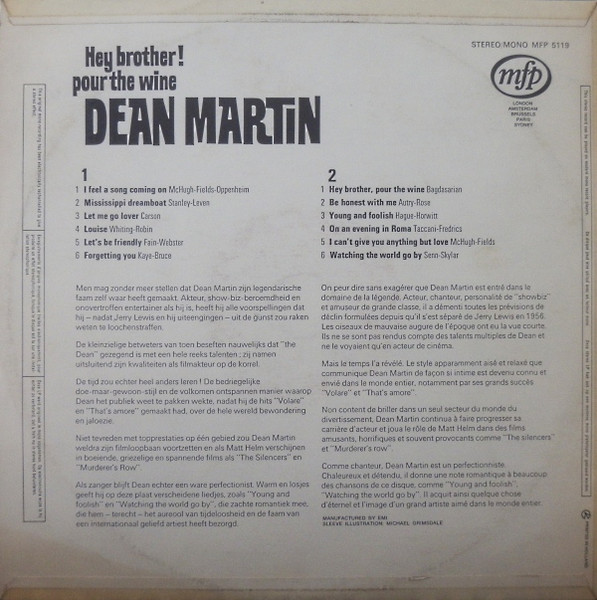 Hey brother!
pour the wine
DEAN MARTIN
STEREO/MONO MFP 5119
mfp
LONDON
AMSTERDAM
BRUSSELS
PARIS
SYDNEY
1
1 I feel a song coming on McHugh-Fields-Oppenheim
2 Mississippi dreamboat Stanley-Leven
3 Let me go lover Carson
4 Louise Whiting-Robin
5 Let's be friendly Fain-Webster
6 Forgetting you Kaye-Bruce
2
1 Hey brother, pour the wine Bagdasarian
2 Be honest with me Autry-Rose
3 Young and foolish Hague-Horwitt
4 On an evening in Roma Taccani-Fredrics
5 I can't give you anything but love McHugh-Fields
6 Watching the world go by Senn-Skylar
Men mag zonder meer stellen dat Dean Martin zijn legendarische
faam zelf waar heeft gemaakt. Akteur, show-biz-beroemdheid en
onovertroffen entertainer als hij is, heeft hij alle voorspellingen dat
hij – nadat Jerry Lewis en hij uiteengingen – uit de gunst zou raken
weten te loochenstraffen.
De kleinzielige betweters van toen beseften nauwelijks dat "the
Dean" gezegend is met een hele reeks talenten; zij namen
uitsluitend zijn kwaliteiten als filmakteur op de korrel.
De tijd zou echter heel anders leren! De bedriegelijke
doe-maar-gewoon-stijl en de volkomen ontspannen manier waarop
Dean het publiek weet te pakken wekte, nadat hij de hits "Volare"
en "That's amore" gemaakt had, over de hele wereld bewondering
en jaloezie.
Niet tevreden met topprestaties op één gebied zou Dean Martin
weldra zijn filmloopbaan voortzetten en als Matt Helm verschijnen
in boeiende, griezelige en spannende films als "The Silencers" en
"Murderer's Row".
Als zanger blijft Dean echter een ware perfectionist. Warm en losjes
geeft hij op deze plaat verscheidene liedjes, zoals "Young and
foolish" en "Watching the world go by", die zachte romantiek mee,
die hem – terecht – het aureool van tijdeloosheid en de faam van
een internationaal geliefd artiest heeft bezorgd.
On peut dire sans exagérer que Dean Martin est entré dans le
domaine de la légende. Acteur, chanteur, personalité de "showbiz"
et amuseur de grande classe, il a démenti toutes les prévisions de
déclin formulées depuis qu'il s'est séparé de Jerry Lewis en 1956.
Les oiseaux de mauvaise augure de l'époque ont eu la vue courte.
Ils ne se sont pas rendus compte des talents multiples de Dean et
ne le voyaient qu'en acteur de cinéma.
Mais le temps l'a révélé. Le style apparamment aisé et relaxé que
communique Dean Martin de façon si intime est devenu connu et
envié dans le monde entier, notamment par ses grands succès
"Volare" et "That's amore".
Non content de briller dans un seul secteur du monde du
divertissement, Dean Martin continua à faire progresser sa
carrière d'acteur et joua le rôle de Matt Helm dans des films
amusants, horifiques et souvent provocants comme "The silencers"
et "Murderer's row".
Comme chanteur, Dean Martin est un perfectionniste.
Chaleureux et détendu, il donne une note romantique à beaucoup
des chansons de ce disque, comme "Young and foolish",
"Watching the world go by". Il acquit ainsi quelque chose
d'éternel et l'image d'un grand artiste aimé dans le monde entier.
MANUFACTURED BY EMI
SLEEVE ILLUSTRATION: MICHAEL GRIMSDALE